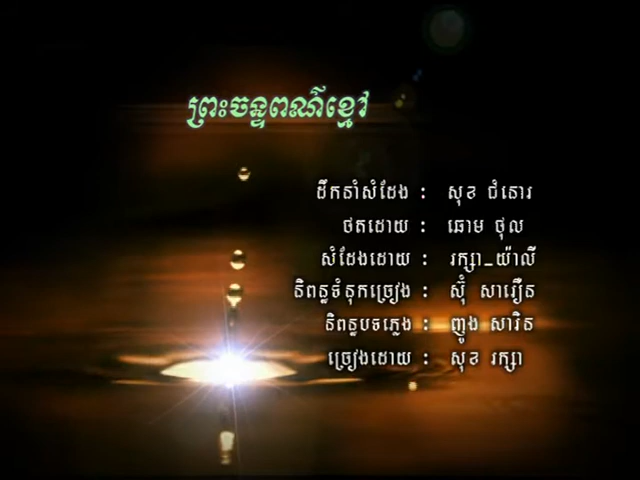 ព្រះចន្ទពណ៌ខ្មៅ
ដឹកនាំសំដែង : សុខ ជំនោរ
ថតដោយ : ឆោម ថុល
សំដែងដោយ : រក្សា-យ៉ាលី
និពន្ធទំនុកច្រៀង : ស៊ុំ សារឿន
និពន្ធបទភ្លេង : ញូង សារិន
ច្រៀងដោយ : សុខ រក្សា